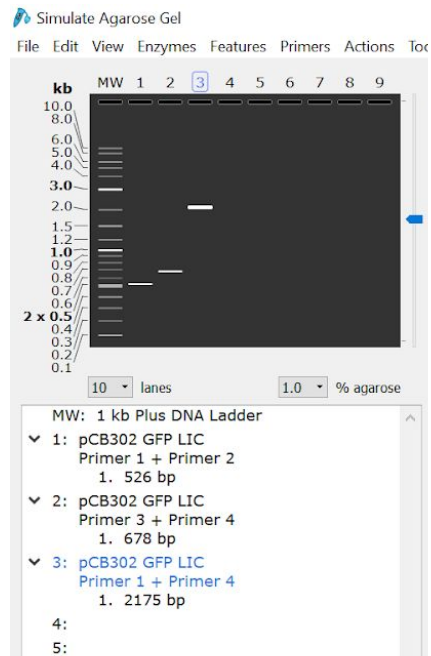 Simulate Agarose Gel
File Edit View Enzymes Features Primers Actions Too
kb MW 1 2 3 4 5 6 7 8 9
10.0
8.0
6.0
5.0
4.0
3.0
2.0
1.5
1.2
1.0
0.9
0.8
0.7
0.6
2 x 0.5
0.4
0.3
0.2
0.1
10 lanes 1.0 % agarose
MW: 1 kb Plus DNA Ladder
1: pCB302 GFP LIC
Primer 1 + Primer 2
1. 526 bp
2: pCB302 GFP LIC
Primer 3 + Primer 4
1. 678 bp
3: pCB302 GFP LIC
Primer 1 + Primer 4
1. 2175 bp
4:
5: